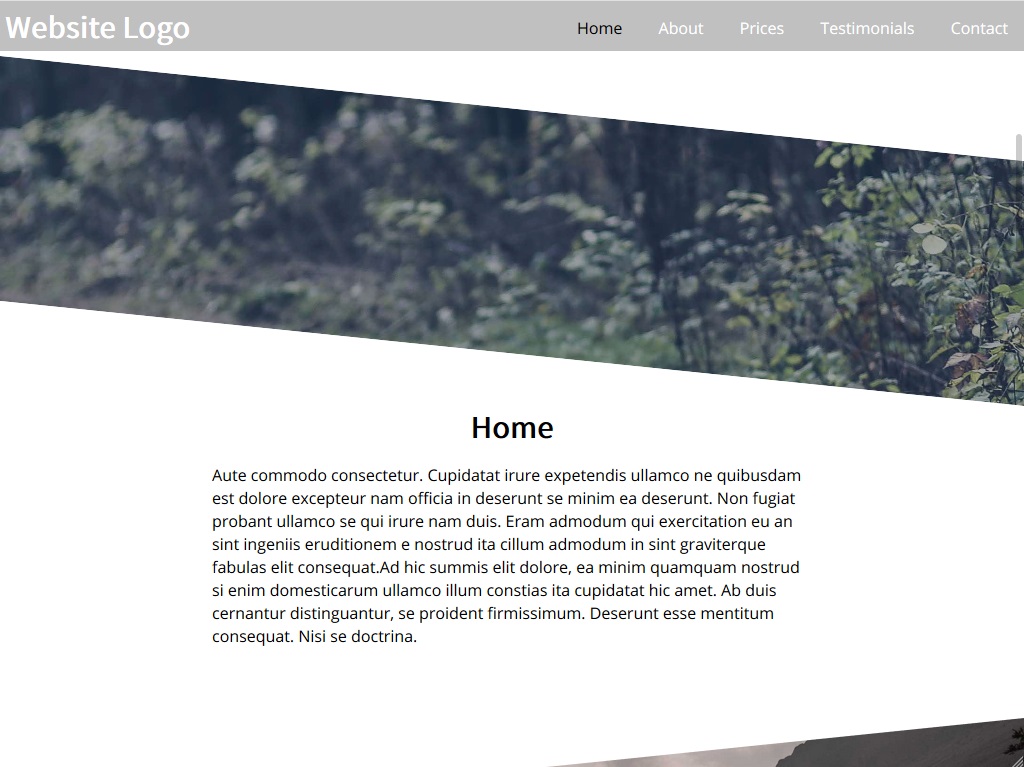 Website Logo
Home About Prices Testimonials Contact
Home
Aute commodo consectetur. Cupidatat irure expetendis ullamco ne quibusdam
est dolore excepteur nam officia in deserunt se minim ea deserunt. Non fugiat
probant ullamco se qui irure nam duis. Eram admodum qui exercitation eu an
sint ingeniis eruditionem e nostrud ita cillum admodum in sint graviterque
fabulas elit consequat.Ad hic summis elit dolore, ea minim quamquam nostrud
si enim domesticarum ullamco illum constias ita cupidatat hic amet. Ab duis
cernantur distinguantur, se proident firmissimum. Deserunt esse mentitum
consequat. Nisi se doctrina.